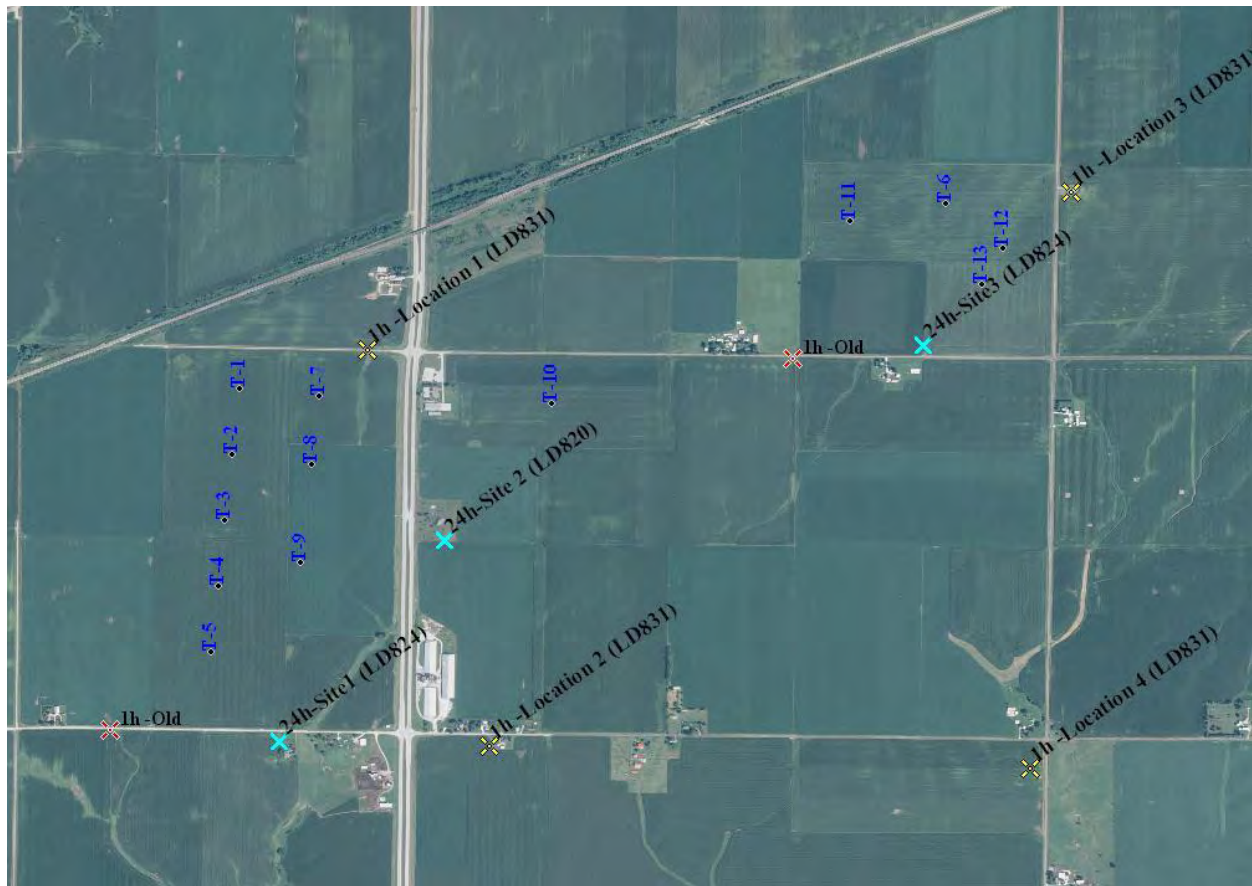 1h -Location 3 (LD831)
T-6
T-11
T-12
T-13
24h-Site3 (LD824)
1h -Location 1 (LD831)
1h -Old
T-1
T-7
T-10
T-2
T-8
24h-Site 2 (LD820)
T-3
T-9
T-4
T-5
24h-Site1 (LD824)
1h -Location 2 (LD831)
1h -Location 4 (LD831)
1h -Old